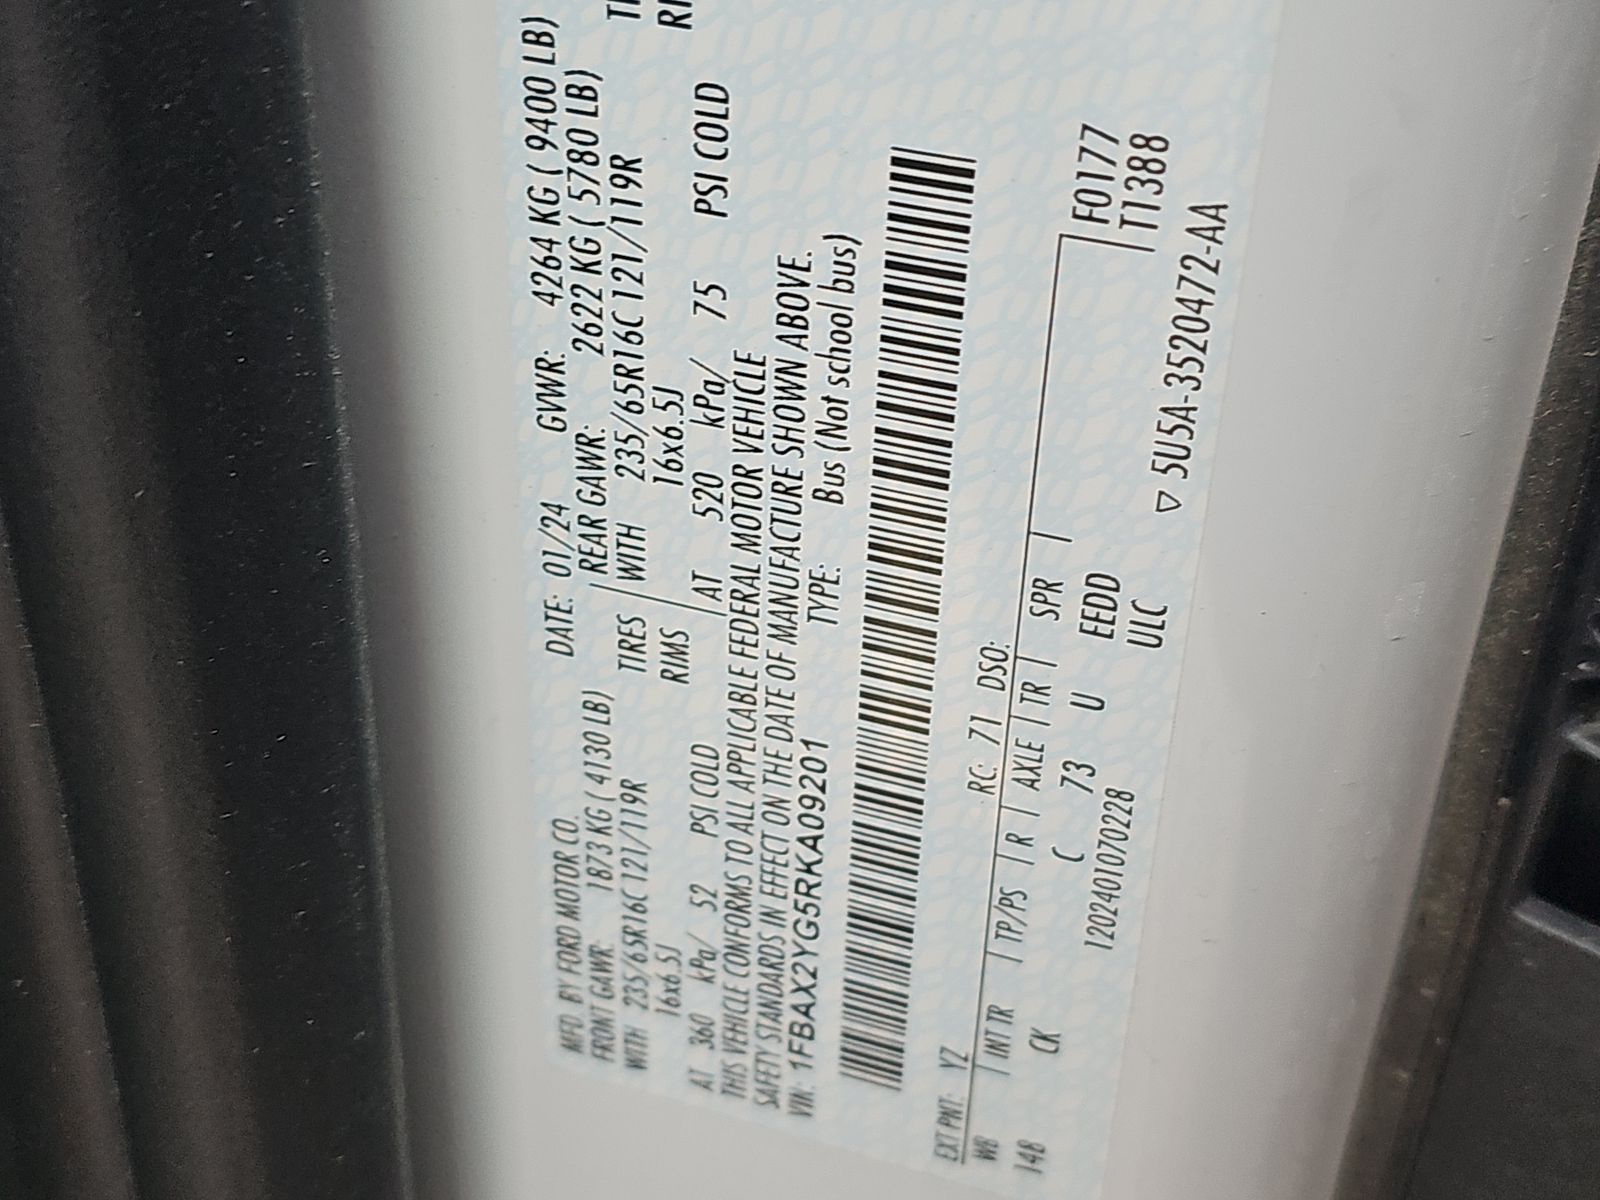 MFD. BY FORD MOTOR CO.
DATE: 01/24 GVWR: 4264 KG ( 9400 LB)
FRONT GAWR: 1873 KG ( 4130 LB)
REAR GAWR: 2622 KG ( 5780 LB)
WITH 235/65R16C 121/119R TIRES
WITH 235/65R16C 121/119R TI
16x6.5J RIMS
16x6.5J RI
AT 360 kPa/ 52 PSI COLD
AT 520 kPa/ 75 PSI COLD
THIS VEHICLE CONFORMS TO ALL APPLICABLE FEDERAL MOTOR VEHICLE
SAFETY STANDARDS IN EFFECT ON THE DATE OF MANUFACTURE SHOWN ABOVE.
VIN: 1FBAX2YG5RKA09201 TYPE: Bus (Not school bus)
EXT PNT: YZ RC: 71 DSO:
WB | INT TR | TP/PS | R | AXLE | TR | SPR |
F0177
148 CK C 73 U EEDD
T1388
1202401070228 ULC
▽ 5U5A-3520472-AA